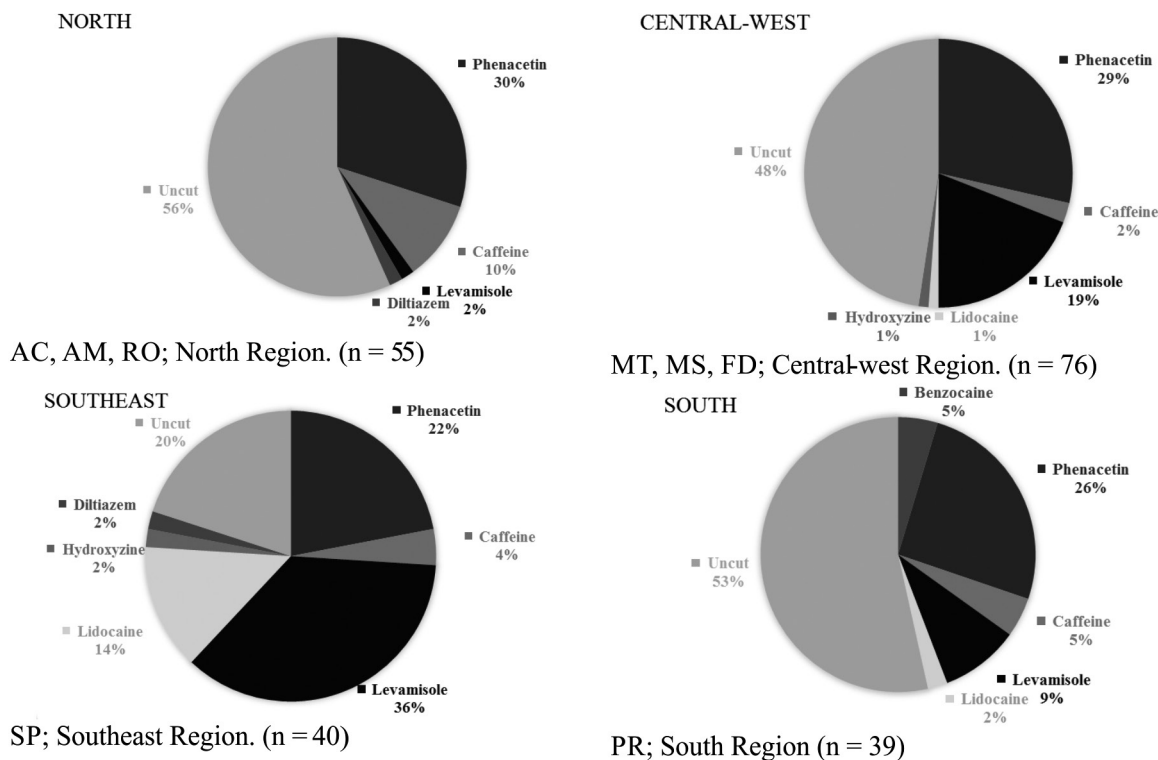 NORTH
Phenacetin
30%
Uncut
56%
Caffeine
10%
Levamisole
2%
Diltiazem
2%
AC, AM, RO; North Region. (n = 55)
CENTRAL-WEST
Phenacetin
29%
Uncut
48%
Caffeine
2%
Levamisole
19%
Hydroxyzine
1%
Lidocaine
1%
MT, MS, FD; Central-west Region. (n = 76)
SOUTHEAST
Phenacetin
22%
Uncut
20%
Diltiazem
2%
Caffeine
4%
Hydroxyzine
2%
Lidocaine
14%
Levamisole
36%
SP; Southeast Region. (n = 40)
SOUTH
Benzocaine
5%
Phenacetin
26%
Uncut
53%
Caffeine
5%
Levamisole
9%
Lidocaine
2%
PR; South Region (n = 39)